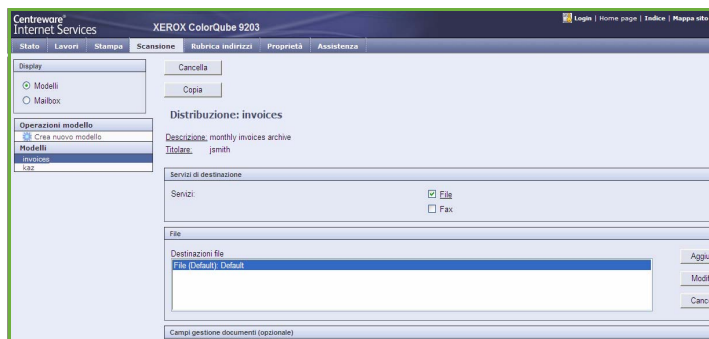 Centreware®
Internet Services
XEROX ColorQube 9203
Login | Home page | Indice | Mappa sito
Stato Lavori Stampa Scansione Rubrica indirizzi Proprietà Assistenza
Display
Modelli
Mailbox
Operazioni modello
Crea nuovo modello
Modelli
invoices
kaz
Cancella
Copia
Distribuzione: invoices
Descrizione: monthly invoices archive
Titolare: jsmith
Servizi di destinazione
Servizi:
File
Fax
File
Destinazioni file
File (Default): Default
Aggiu
Modif
Cance
Campi gestione documenti (opzionale)